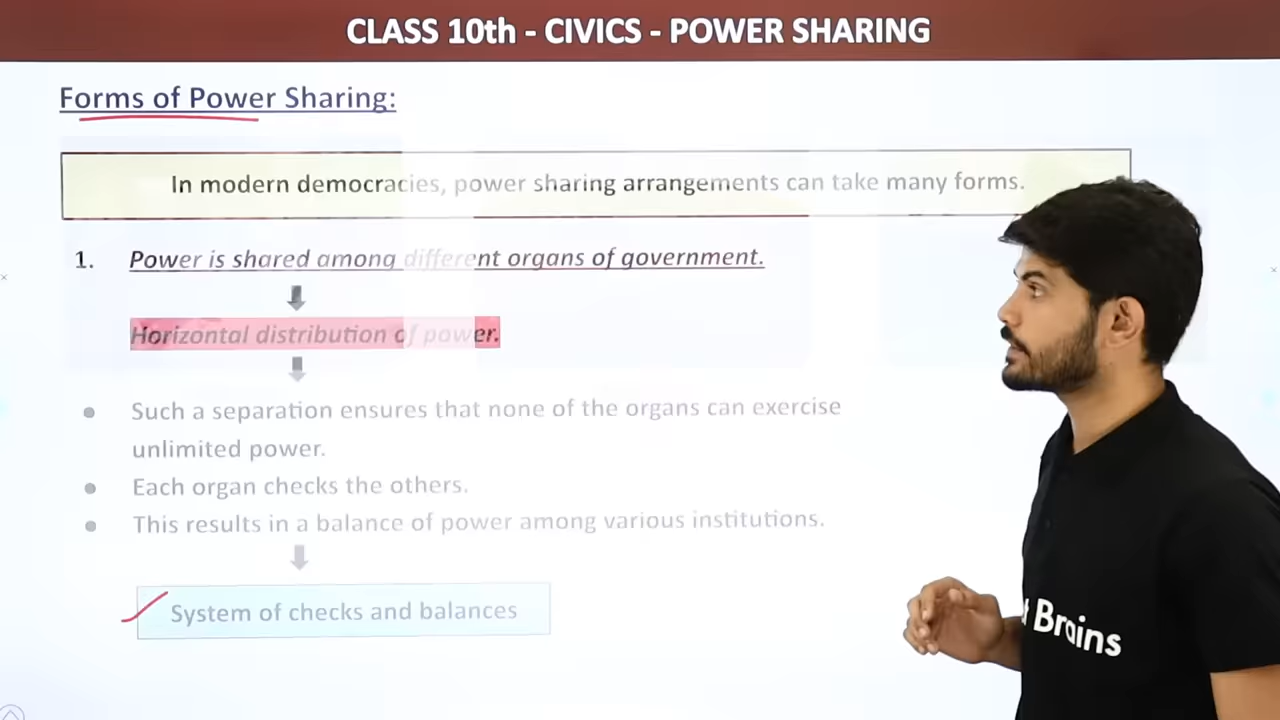 CLASS 10th - CIVICS - POWER SHARING
Forms of Power Sharing:
In modern democracies, power sharing arrangements can take many forms.
1. Power is shared among different organs of government.
Horizontal distribution of power.
● Such a separation ensures that none of the organs can exercise
unlimited power.
● Each organ checks the others.
● This results in a balance of power among various institutions.
System of checks and balances
t Brains